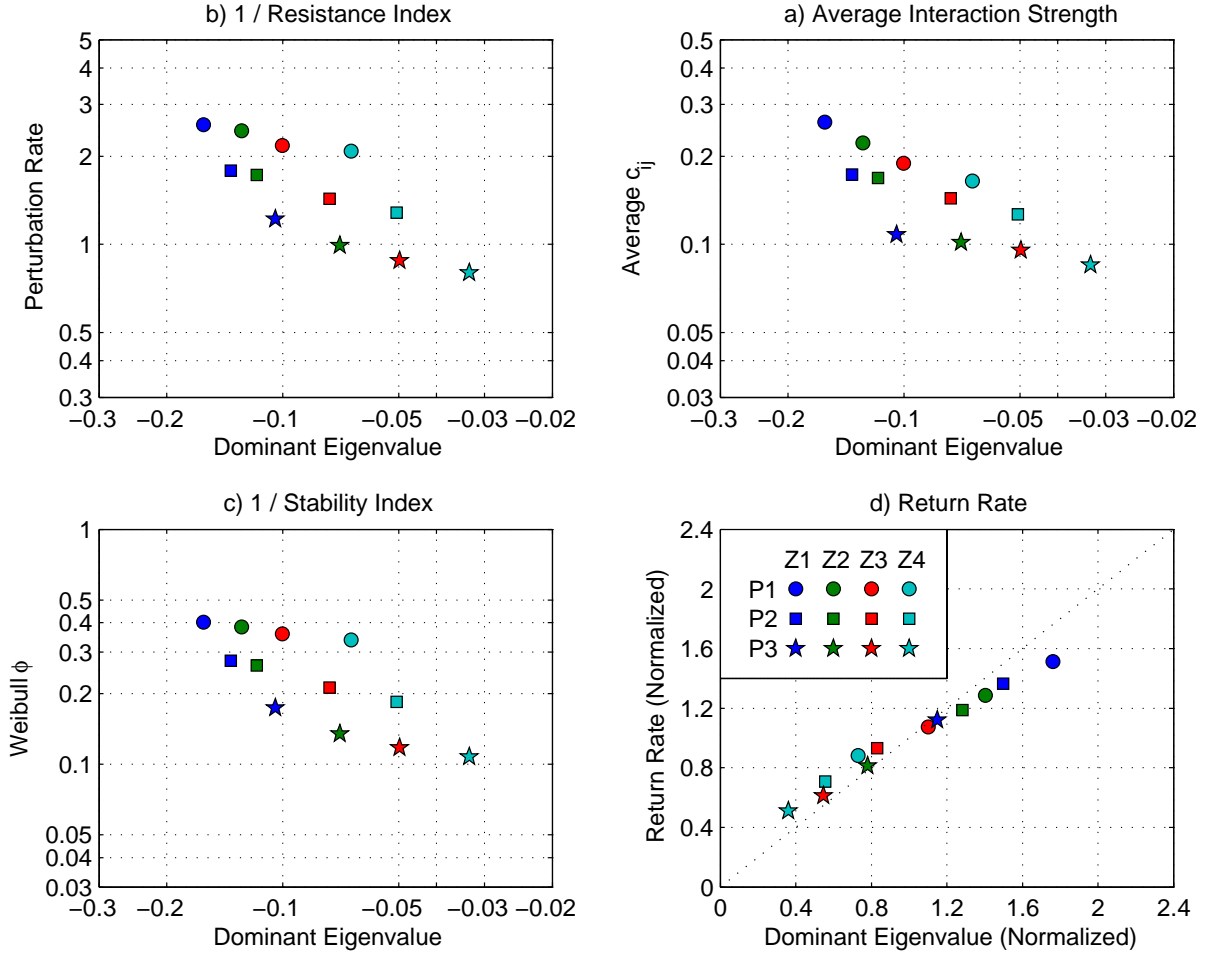 b) 1 / Resistance Index
5
4
3
2
1
0.5
0.4
0.3
Perturbation Rate
−0.3 −0.2 −0.1 −0.05 −0.03 −0.02
Dominant Eigenvalue
a) Average Interaction Strength
0.5
0.4
0.3
0.2
0.1
0.05
0.04
0.03
Average c_ij
−0.3 −0.2 −0.1 −0.05 −0.03 −0.02
Dominant Eigenvalue
c) 1 / Stability Index
1
0.5
0.4
0.3
0.2
0.1
0.05
0.04
0.03
Weibull ϕ
−0.3 −0.2 −0.1 −0.05 −0.03 −0.02
Dominant Eigenvalue
d) Return Rate
2.4
2
1.6
1.2
0.8
0.4
0
Return Rate (Normalized)
Z1 Z2 Z3 Z4
P1
P2
P3
0 0.4 0.8 1.2 1.6 2 2.4
Dominant Eigenvalue (Normalized)